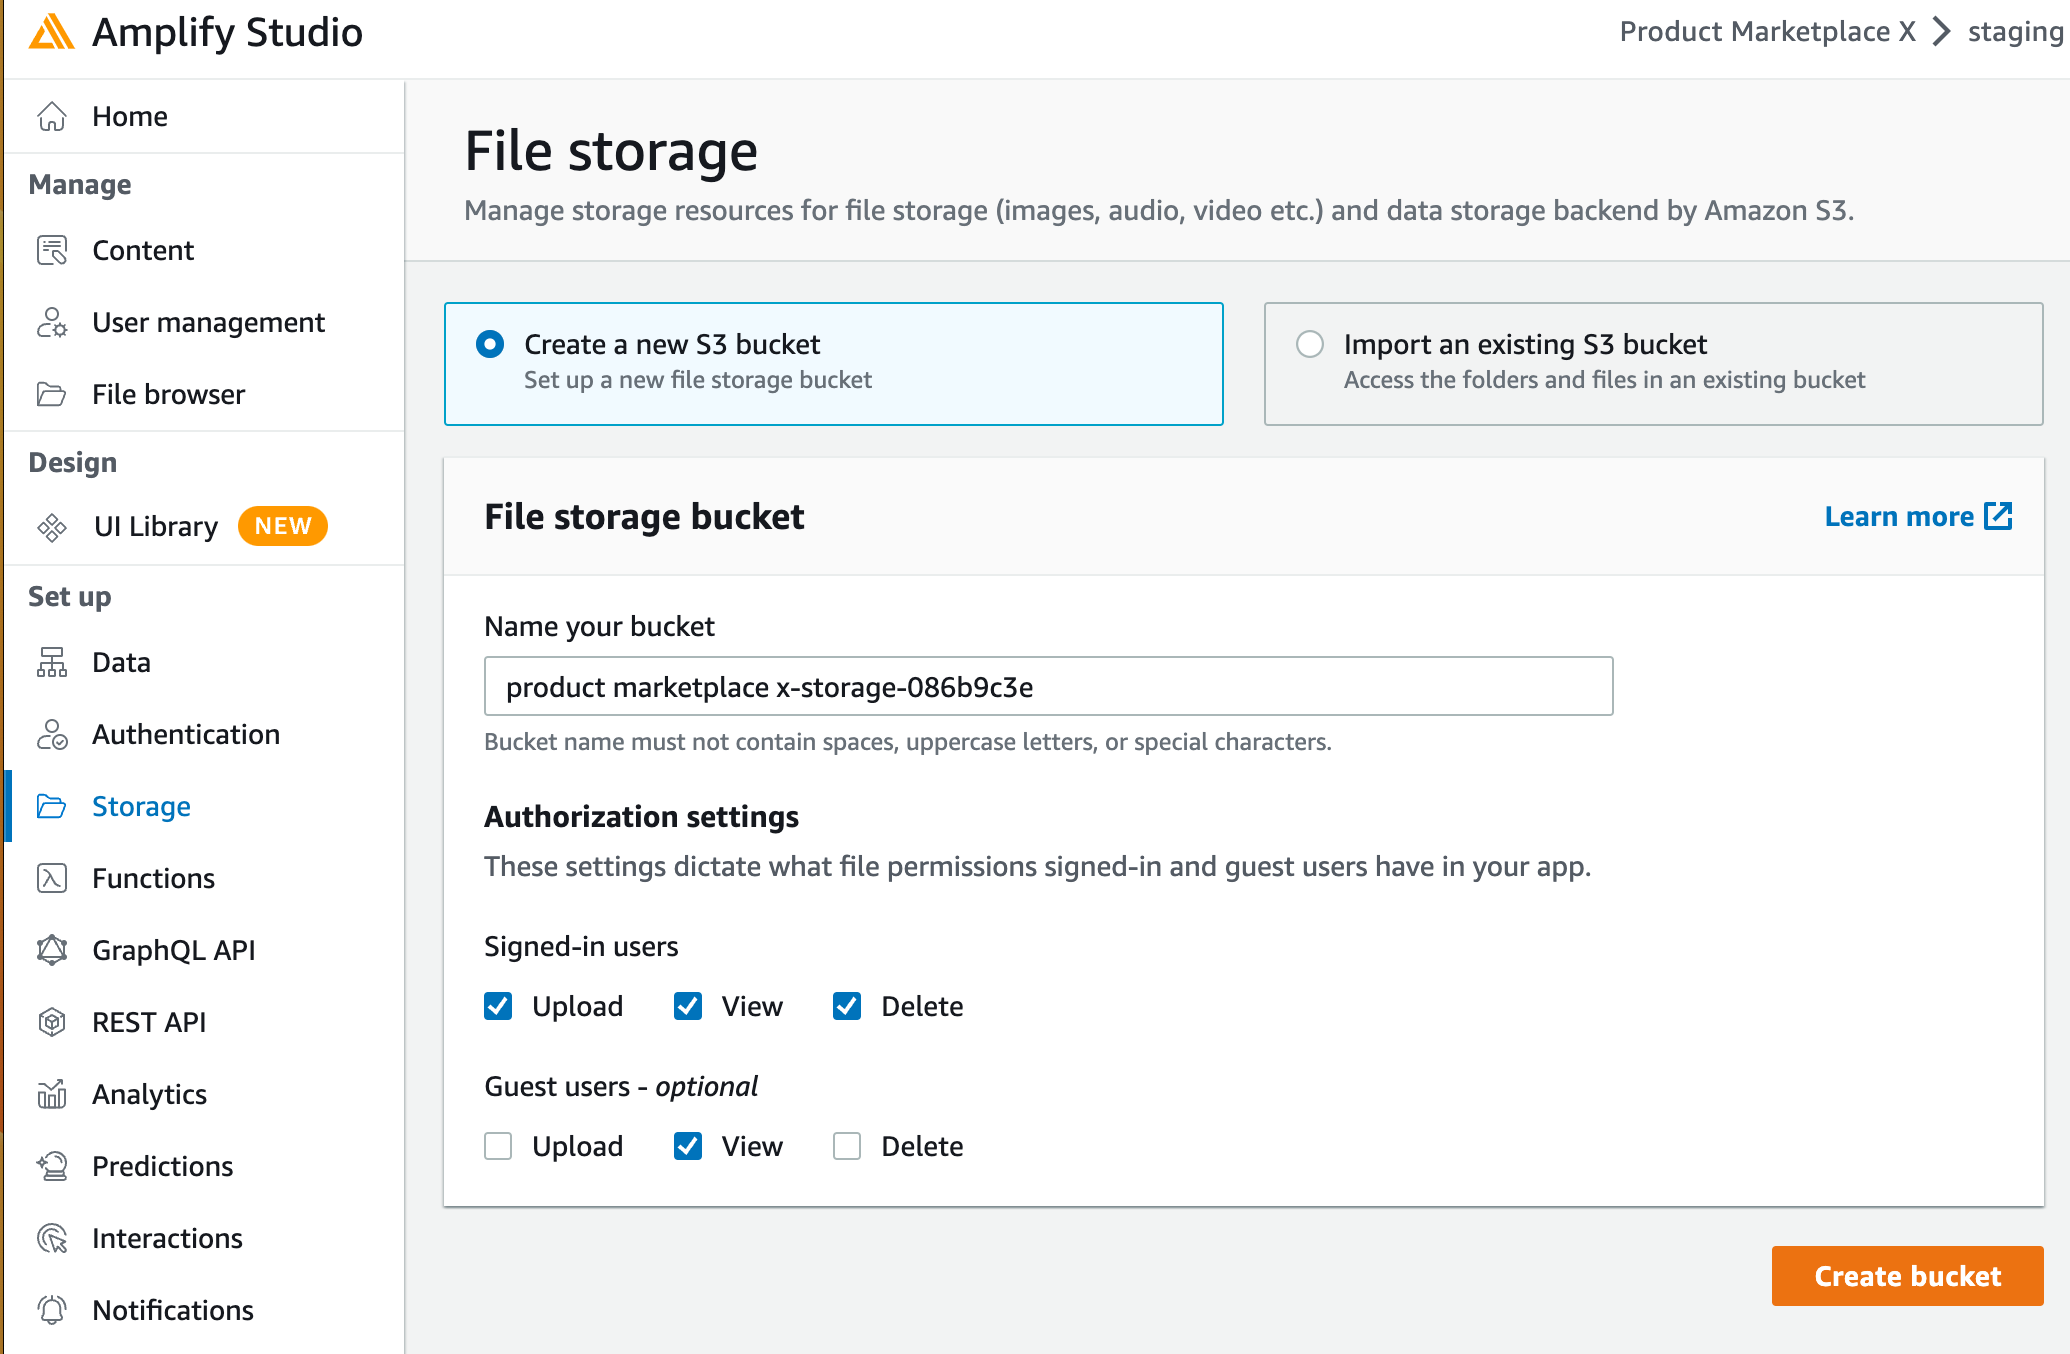 Amplify Studio
Product Marketplace X > staging
Home
Manage
Content
User management
File browser
Design
UI Library NEW
Set up
Data
Authentication
Storage
Functions
GraphQL API
REST API
Analytics
Predictions
Interactions
Notifications
File storage
Manage storage resources for file storage (images, audio, video etc.) and data storage backend by Amazon S3.
Create a new S3 bucket
Set up a new file storage bucket
Import an existing S3 bucket
Access the folders and files in an existing bucket
File storage bucket
Learn more
Name your bucket
product marketplace x-storage-086b9c3e
Bucket name must not contain spaces, uppercase letters, or special characters.
Authorization settings
These settings dictate what file permissions signed-in and guest users have in your app.
Signed-in users
Upload View Delete
Guest users - optional
Upload View Delete
Create bucket